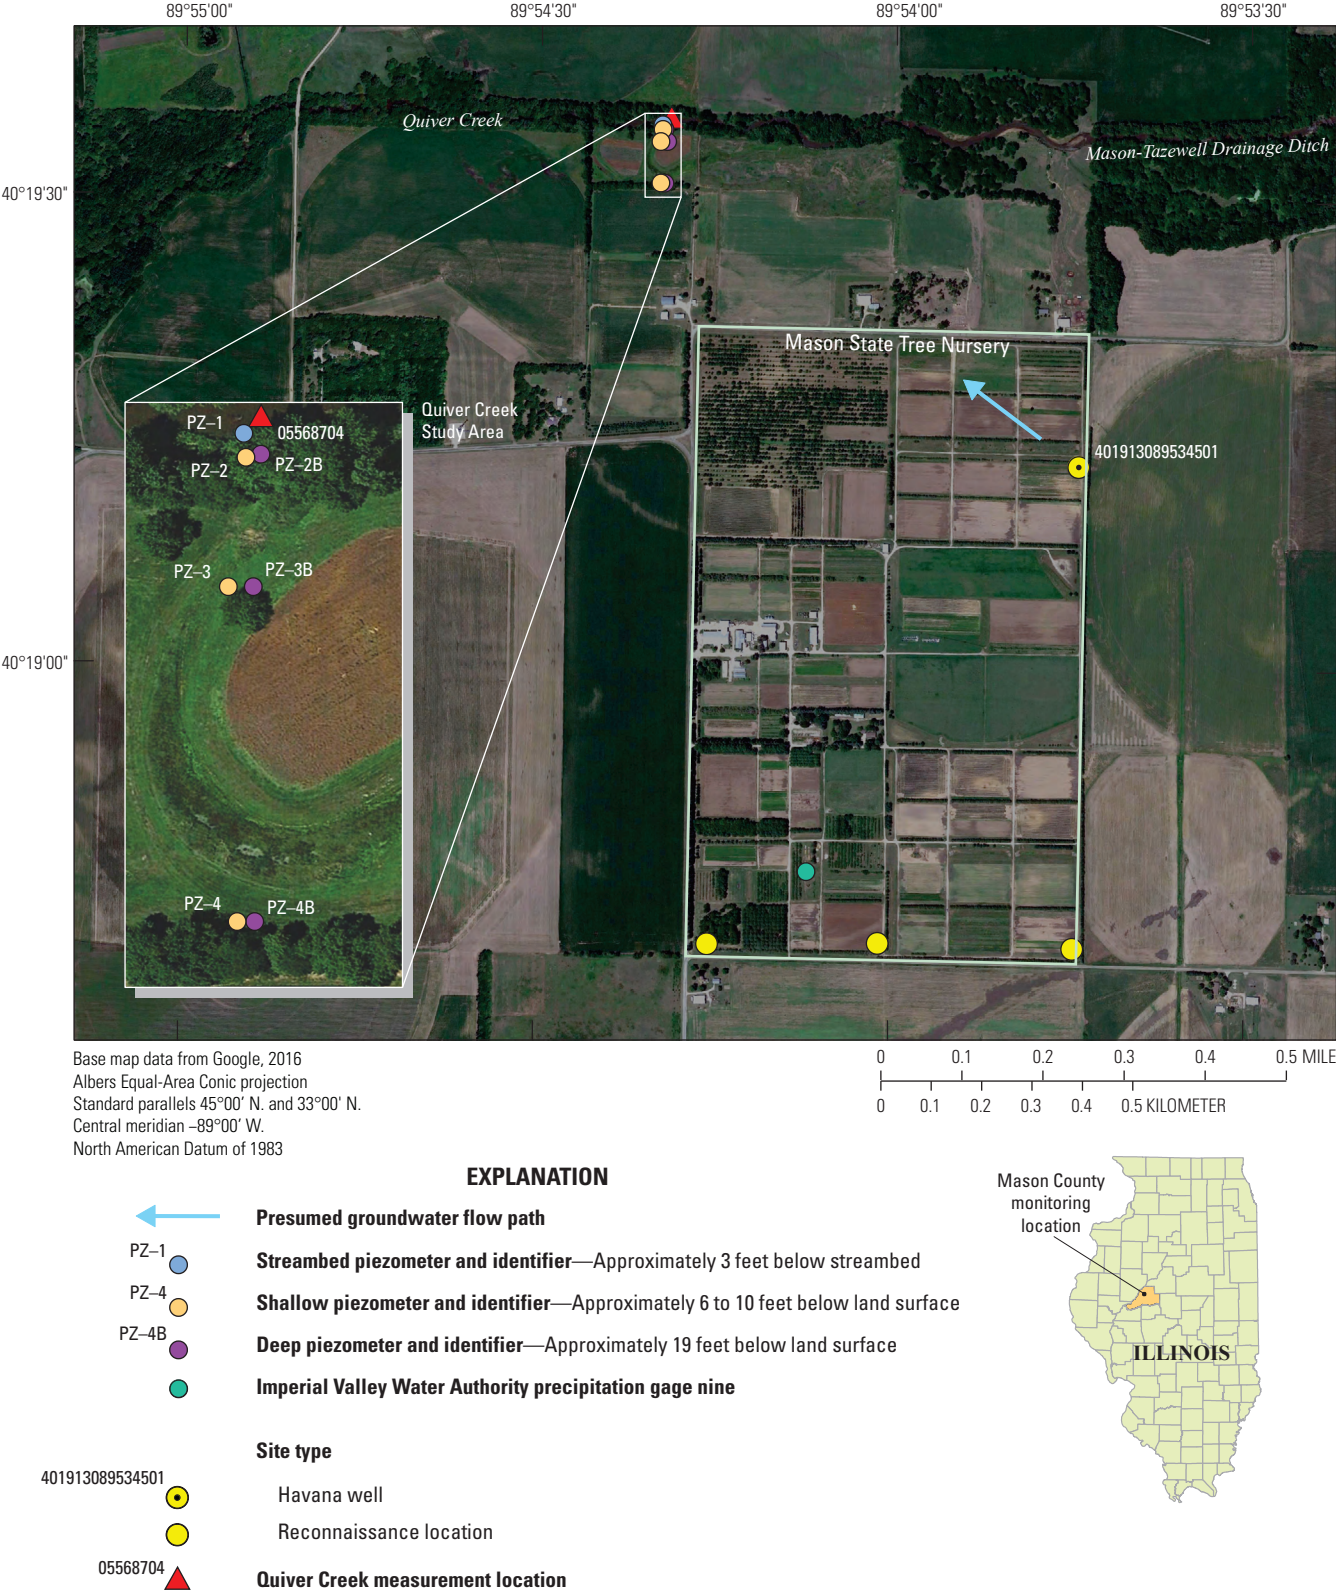 89°55'00"
89°54'30"
89°54'00"
89°53'30"
Quiver Creek
Mason-Tazewell Drainage Ditch
40°19'30"
Mason State Tree Nursery
Quiver Creek
Study Area
PZ–1
05568704
PZ–2
PZ–2B
401913089534501
PZ–3
PZ–3B
40°19'00"
PZ–4
PZ–4B
Base map data from Google, 2016
Albers Equal-Area Conic projection
Standard parallels 45°00' N. and 33°00' N.
Central meridian –89°00' W.
North American Datum of 1983
0 0.1 0.2 0.3 0.4 0.5 MILE
0 0.1 0.2 0.3 0.4 0.5 KILOMETER
EXPLANATION
Presumed groundwater flow path
PZ–1
Streambed piezometer and identifier—Approximately 3 feet below streambed
PZ–4
Shallow piezometer and identifier—Approximately 6 to 10 feet below land surface
PZ–4B
Deep piezometer and identifier—Approximately 19 feet below land surface
Imperial Valley Water Authority precipitation gage nine
Site type
401913089534501
Havana well
Reconnaissance location
05568704
Quiver Creek measurement location
Mason County
monitoring
location
ILLINOIS